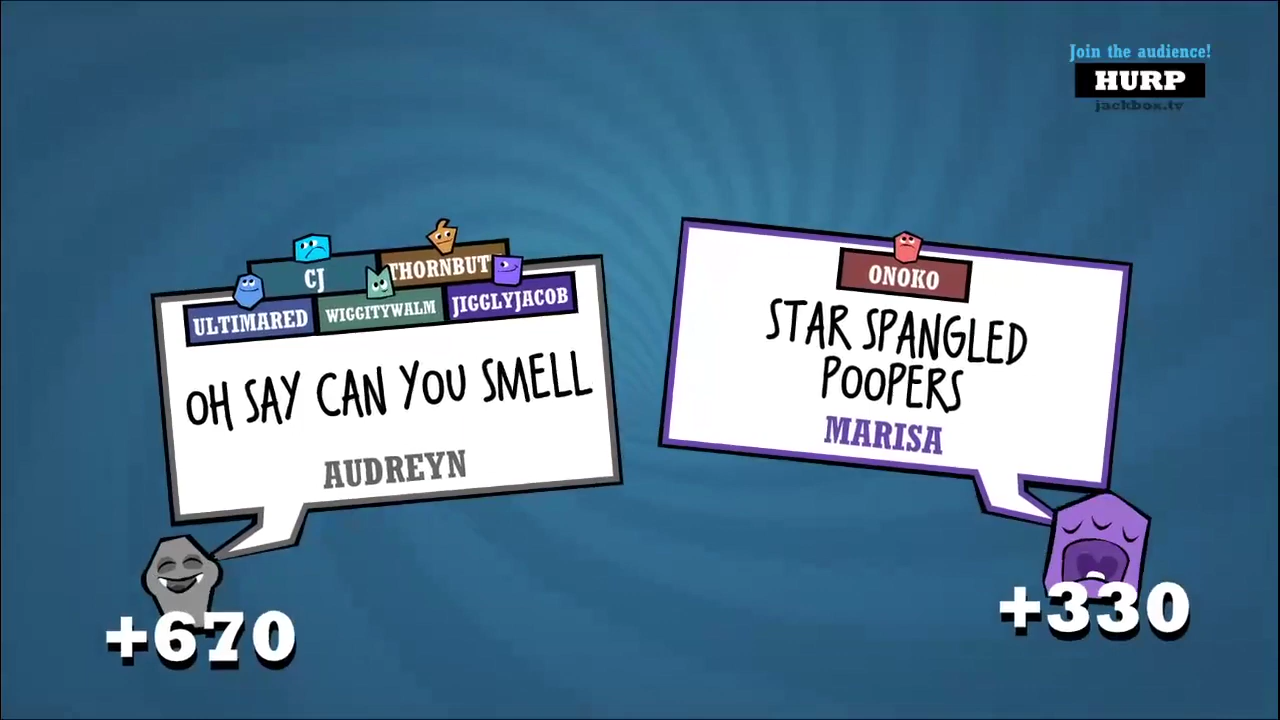 Join the audience!
HURP
jackbox.tv
CJ
THORNBUT
ULTIMARED
WIGGITYWALM
JIGGLYJACOB
OH SAY CAN YOU SMELL
AUDREYN
+670
ONOKO
STAR SPANGLED
POOPERS
MARISA
+330